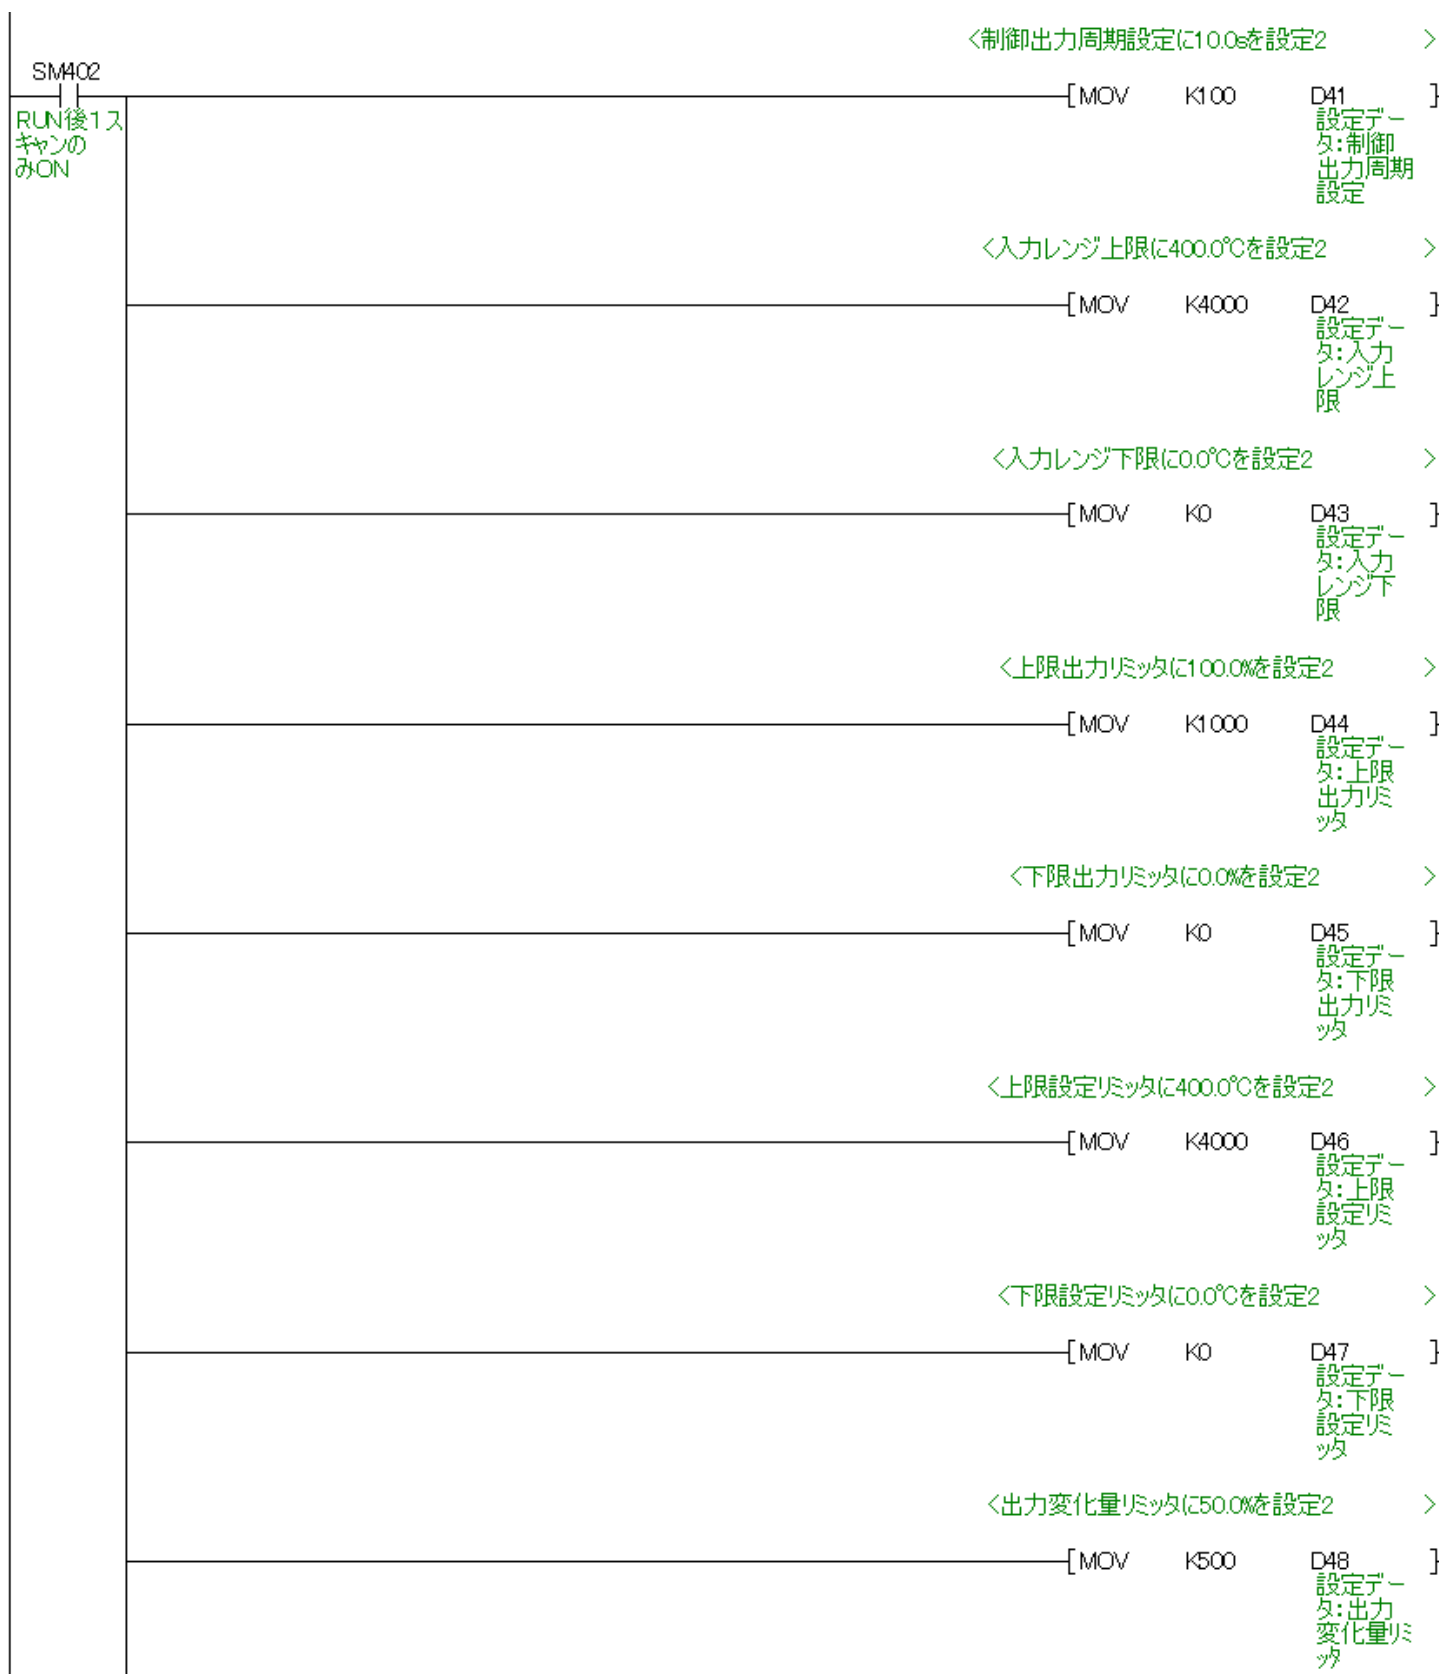 <制御出力周期設定に10.0sを設定2 >
SM402
[MOV K100 D41 ]
RUN後1ス
キャンの
みON
設定デー
タ:制御
出力周期
設定
<入力レンジ上限に400.0℃を設定2 >
[MOV K4000 D42 ]
設定デー
タ:入力
レンジ上
限
<入力レンジ下限に0.0℃を設定2 >
[MOV K0 D43 ]
設定デー
タ:入力
レンジ下
限
<上限出力リミッタに100.0%を設定2 >
[MOV K1000 D44 ]
設定デー
タ:上限
出力リミ
ッタ
<下限出力リミッタに0.0%を設定2 >
[MOV K0 D45 ]
設定デー
タ:下限
出力リミ
ッタ
<上限設定リミッタに400.0℃を設定2 >
[MOV K4000 D46 ]
設定デー
タ:上限
設定リミ
ッタ
<下限設定リミッタに0.0℃を設定2 >
[MOV K0 D47 ]
設定デー
タ:下限
設定リミ
ッタ
<出力変化量リミッタに50.0%を設定2 >
[MOV K500 D48 ]
設定デー
タ:出力
変化量リミ
ッタ